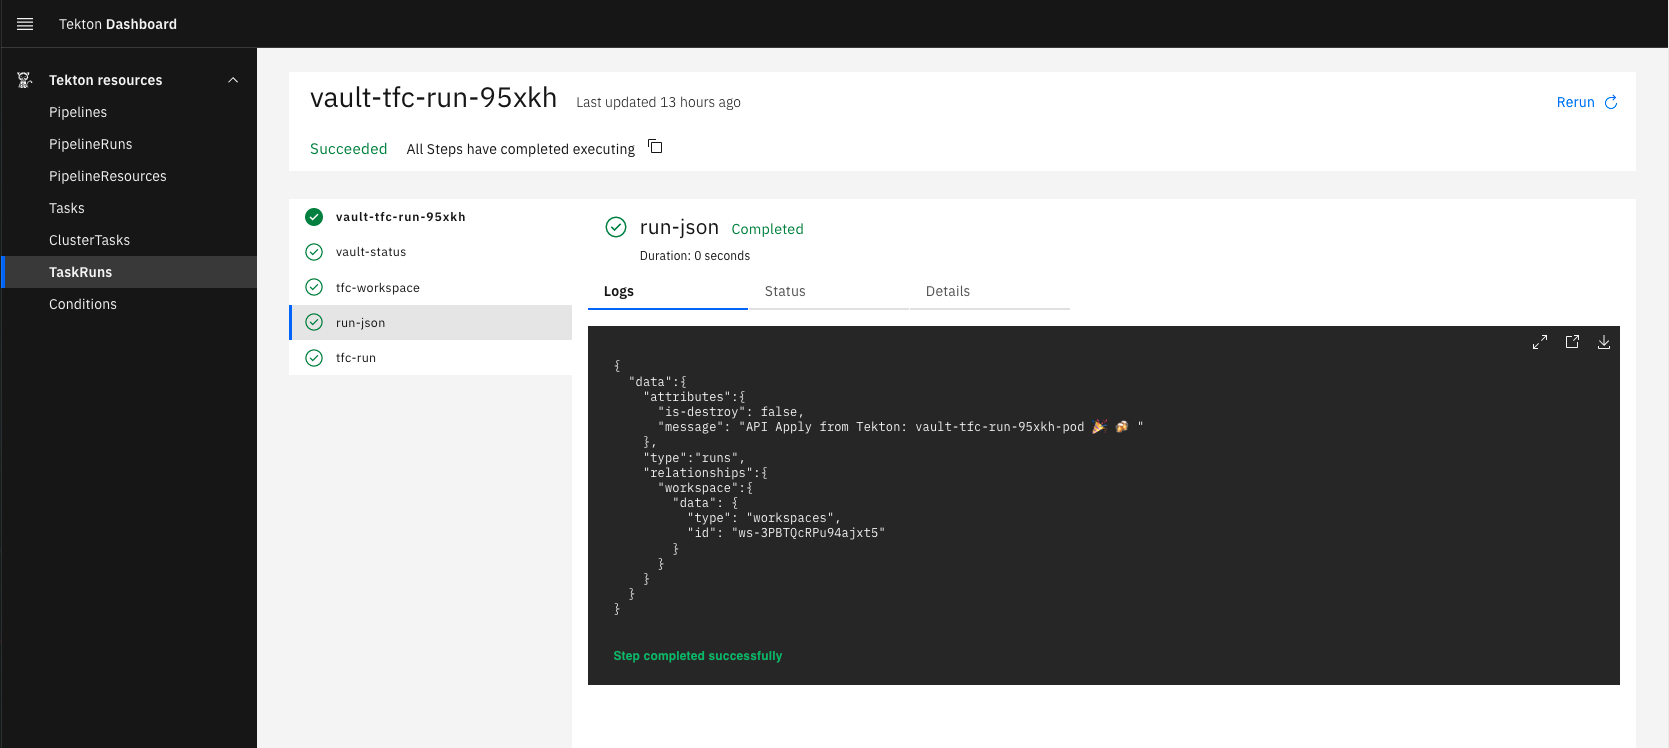 Tekton Dashboard
Tekton resources
Pipelines
PipelineRuns
PipelineResources
Tasks
ClusterTasks
TaskRuns
Conditions
vault-tfc-run-95xkh Last updated 13 hours ago
Rerun
Succeeded All Steps have completed executing
vault-tfc-run-95xkh
vault-status
tfc-workspace
run-json
tfc-run
run-json Completed
Duration: 0 seconds
Logs Status Details
{
  "data":{
    "attributes":{
      "is-destroy": false,
      "message": "API Apply from Tekton: vault-tfc-run-95xkh-pod 🎉 🍻 "
    },
    "type":"runs",
    "relationships":{
      "workspace":{
        "data": {
          "type": "workspaces",
          "id": "ws-3PBTQcRPu94ajxt5"
        }
      }
    }
  }
}
Step completed successfully